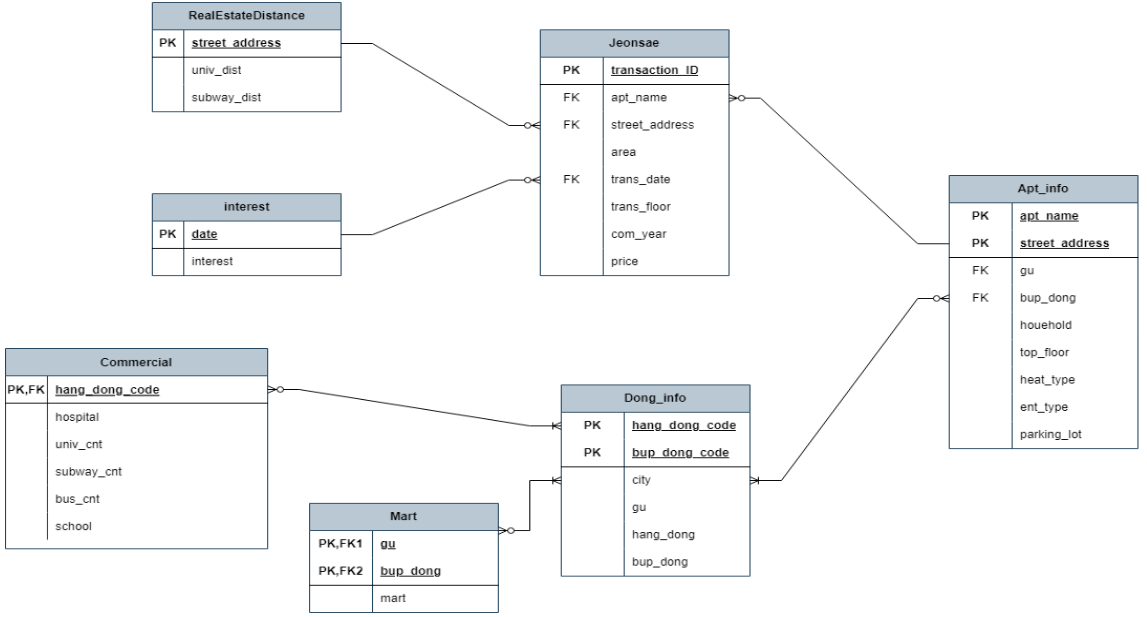 RealEstateDistance
PK street_address
univ_dist
subway_dist
interest
PK date
interest
Jeonsae
PK transaction_ID
FK apt_name
FK street_address
area
FK trans_date
trans_floor
com_year
price
Apt_info
PK apt_name
PK street_address
FK gu
FK bup_dong
houehold
top_floor
heat_type
ent_type
parking_lot
Commercial
PK,FK hang_dong_code
hospital
univ_cnt
subway_cnt
bus_cnt
school
Dong_info
PK hang_dong_code
PK bup_dong_code
city
gu
hang_dong
bup_dong
Mart
PK,FK1 gu
PK,FK2 bup_dong
mart